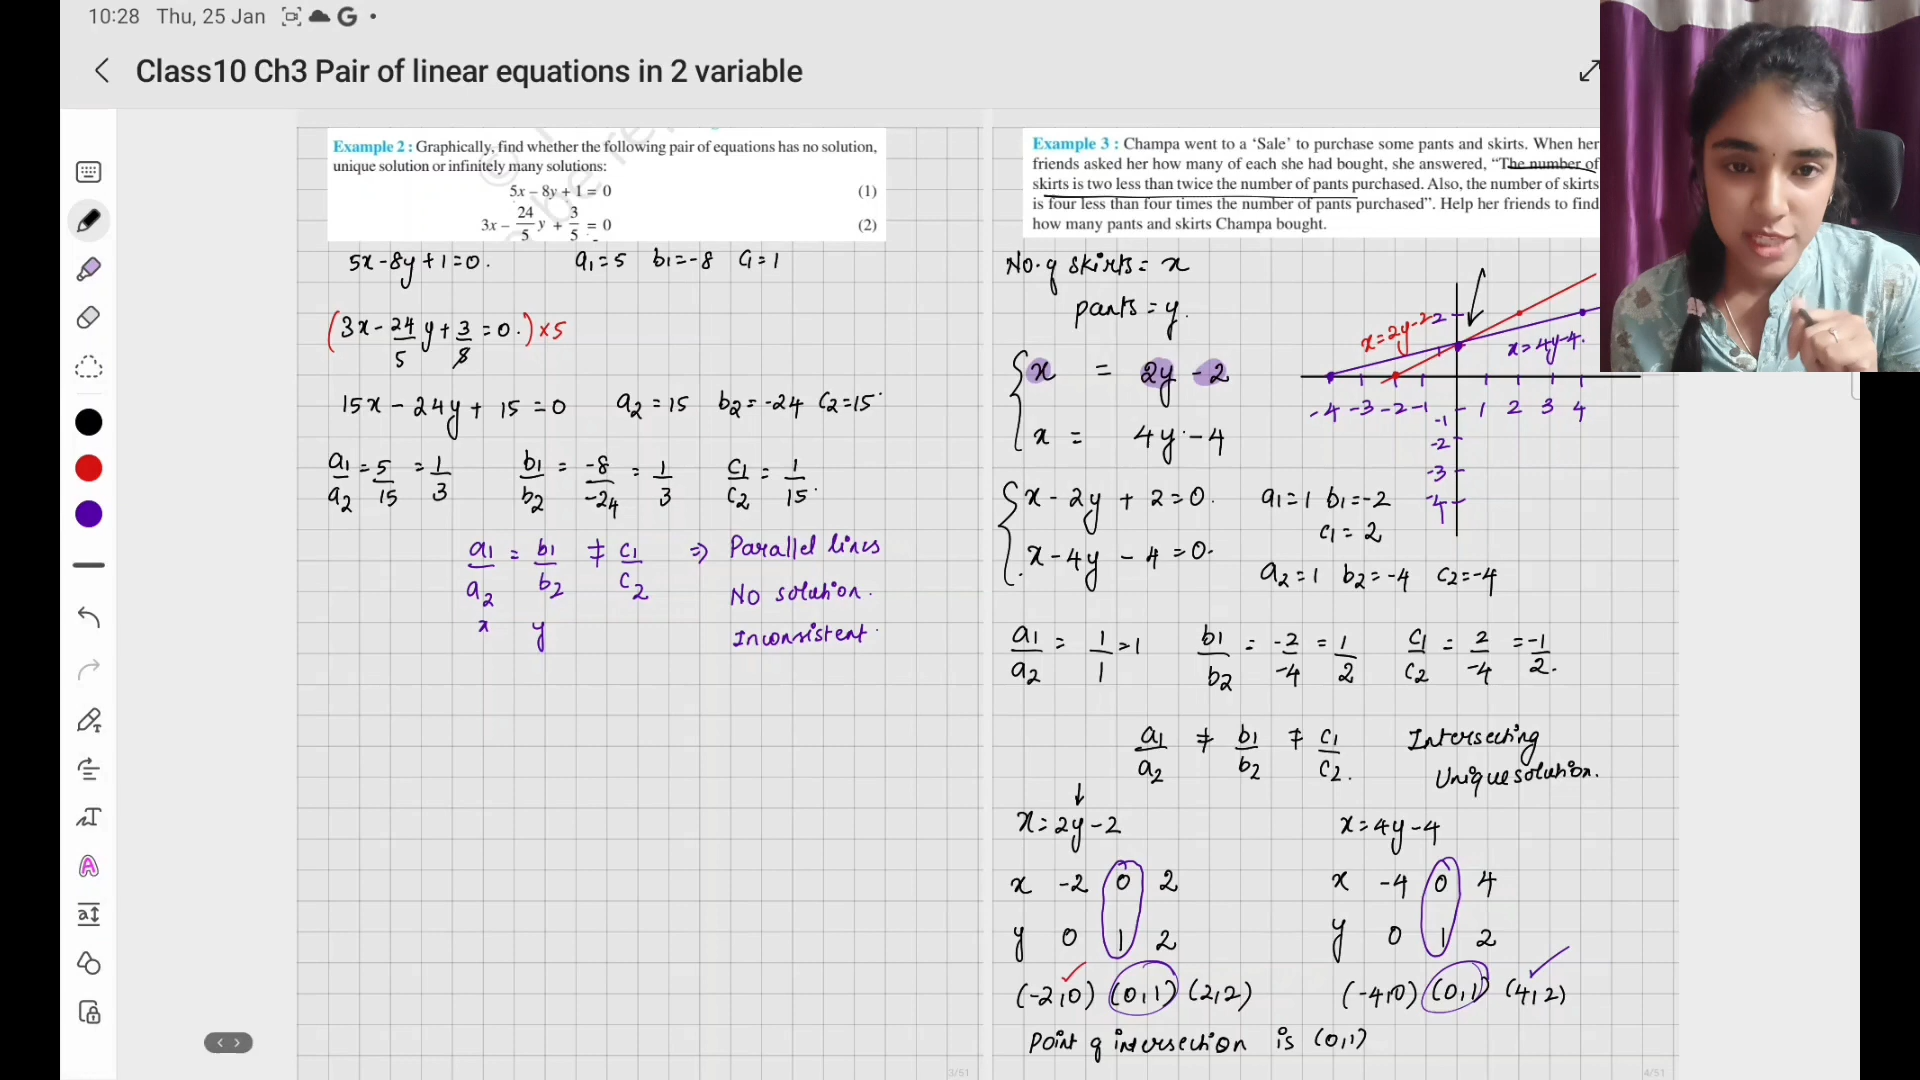 10:28 Thu, 25 Jan
Class10 Ch3 Pair of linear equations in 2 variable
Example 2 : Graphically, find whether the following pair of equations has no solution,
unique solution or infinitely many solutions:
5x – 8y + 1 = 0 (1)
3x – 24/5 y + 3/5 = 0 (2)
5x-8y+1=0. a1=5 b1=-8 C1=1
(3x-24/5 y+3/5=0.)×5
15x-24y+15=0 a2=15 b2=-24 C2=15
a1/a2=5/15=1/3 b1/b2=-8/-24=1/3 C1/C2=1/15.
a1/a2=b1/b2≠C1/C2 ⇒ Parallel lines
No solution.
x y Inconsistent.
3/51
Example 3 : Champa went to a ‘Sale’ to purchase some pants and skirts. When her
friends asked her how many of each she had bought, she answered, “The number of
skirts is two less than twice the number of pants purchased. Also, the number of skirts
is four less than four times the number of pants purchased”. Help her friends to find
how many pants and skirts Champa bought.
No. of skirts = x
pants = y.
x = 2y-2
x = 4y-4
x=2y-2
x=4y-4.
2
-4 -3 -2 -1 1 2 3 4
-1
-2
-3
-4
x-2y+2=0. a1=1 b1=-2
C1=2
x-4y-4=0. a2=1 b2=-4 C2=-4
a1/a2=1/1=1 b1/b2=-2/-4=1/2 C1/C2=2/-4=-1/2.
a1/a2≠b1/b2≠C1/C2. Intersecting
Unique solution.
x=2y-2 x=4y-4
x -2 0 2 x -4 0 4
y 0 1 2 y 0 1 2
(-2,0) (0,1) (2,2) (-4,0) (0,1) (4,2)
Point of intersection is (0,1)
4/51